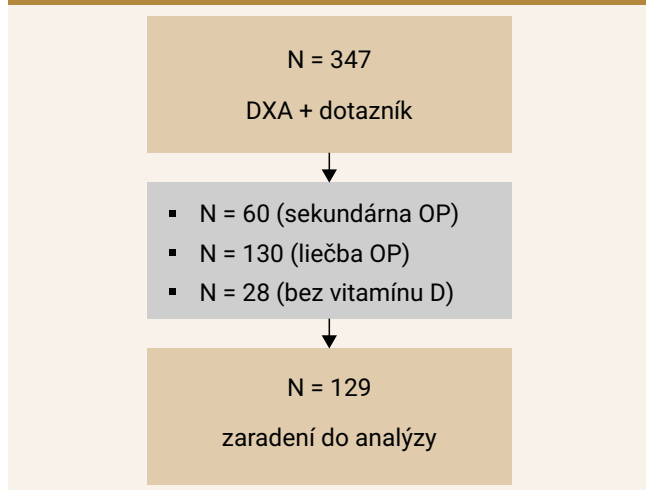 N = 347
DXA + dotazník
▪ N = 60 (sekundárna OP)
▪ N = 130 (liečba OP)
▪ N = 28 (bez vitamínu D)
N = 129
zaradení do analýzy